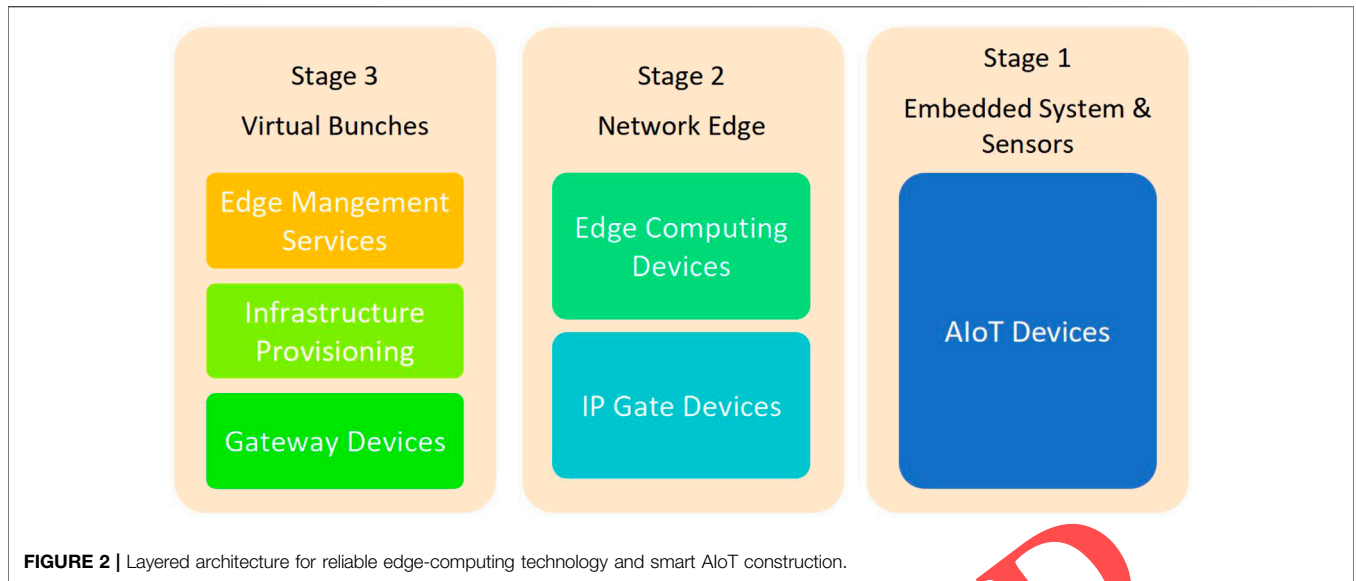 Stage 3
Virtual Bunches
Edge Mangement
Services
Infrastructure
Provisioning
Gateway Devices
Stage 2
Network Edge
Edge Computing
Devices
IP Gate Devices
Stage 1
Embedded System &
Sensors
AIoT Devices
FIGURE 2 | Layered architecture for reliable edge-computing technology and smart AIoT construction.